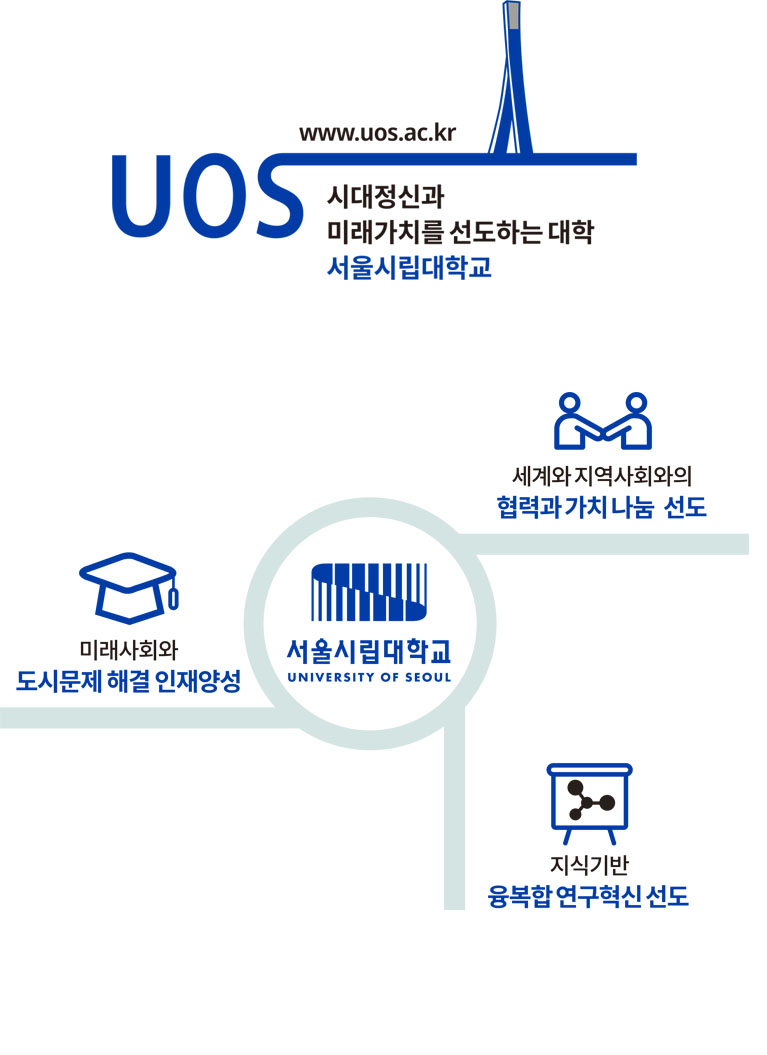 www.uos.ac.kr
UOS
시대정신과
미래가치를 선도하는 대학
서울시립대학교
세계와 지역사회와의
협력과 가치 나눔 선도
미래사회와
도시문제 해결 인재양성
서울시립대학교
UNIVERSITY OF SEOUL
지식기반
융복합 연구혁신 선도